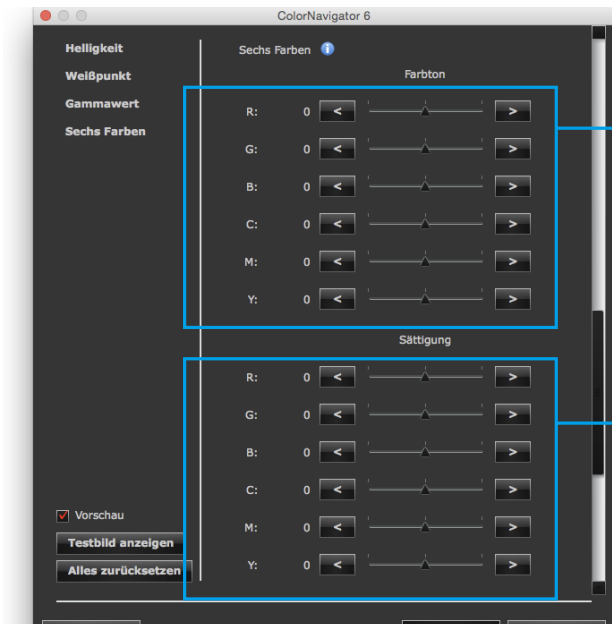 ColorNavigator 6
Helligkeit
Weißpunkt
Gammawert
Sechs Farben
Sechs Farben
Farbton
R: 0 < >
G: 0 < >
B: 0 < >
C: 0 < >
M: 0 < >
Y: 0 < >
Sättigung
R: 0 < >
G: 0 < >
B: 0 < >
C: 0 < >
M: 0 < >
Y: 0 < >
Vorschau
Testbild anzeigen
Alles zurücksetzen